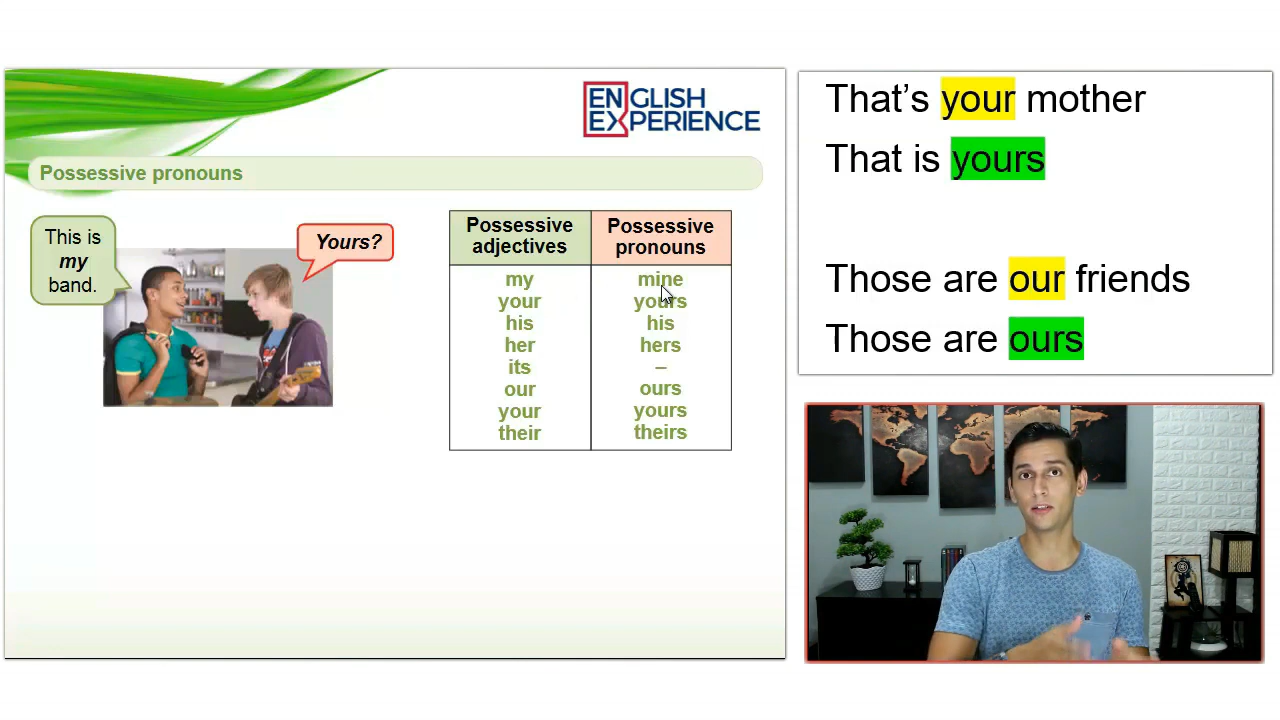 ENGLISH
EXPERIENCE
Possessive pronouns
This is
my
band.
Yours?
Possessive adjectives Possessive pronouns
my mine
your yours
his his
her hers
its –
our ours
your yours
their theirs
That’s your mother
That is yours
Those are our friends
Those are ours